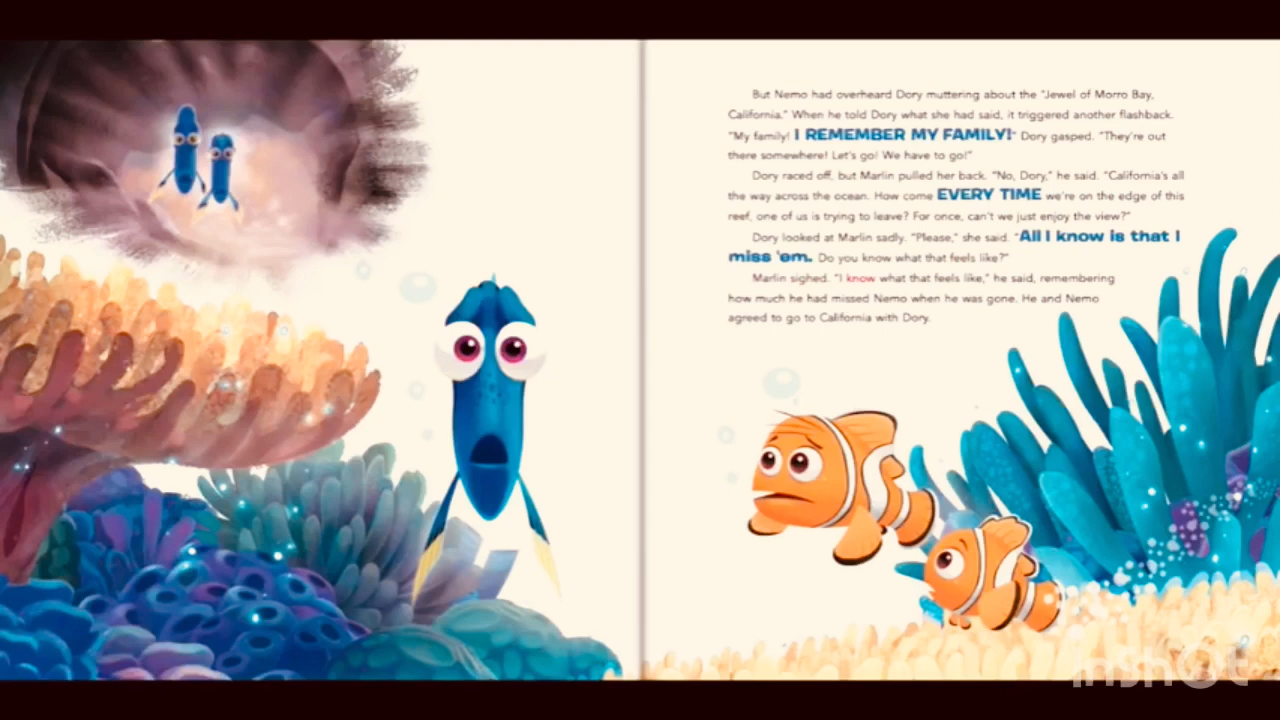 But Nemo had overheard Dory muttering about the "Jewel of Morro Bay,
California." When he told Dory what she had said, it triggered another flashback.
"My family! I REMEMBER MY FAMILY!" Dory gasped. "They're out
there somewhere! Let's go! We have to go!"
Dory raced off, but Marlin pulled her back. "No, Dory," he said. "California's all
the way across the ocean. How come EVERY TIME we're on the edge of this
reef, one of us is trying to leave? For once, can't we just enjoy the view?"
Dory looked at Marlin sadly. "Please," she said. "All I know is that I
miss 'em. Do you know what that feels like?"
Marlin sighed. "I know what that feels like," he said, remembering
how much he had missed Nemo when he was gone. He and Nemo
agreed to go to California with Dory.
InShOt